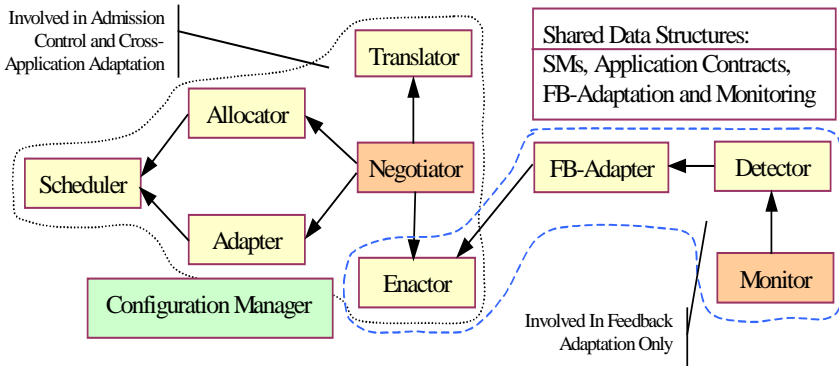 Involved in Admission
Control and Cross-
Application Adaptation
Translator
Shared Data Structures:
SMs, Application Contracts,
FB-Adaptation and Monitoring
Allocator
Scheduler
Negotiator
FB-Adapter
Detector
Adapter
Enactor
Monitor
Configuration Manager
Involved In Feedback
Adaptation Only